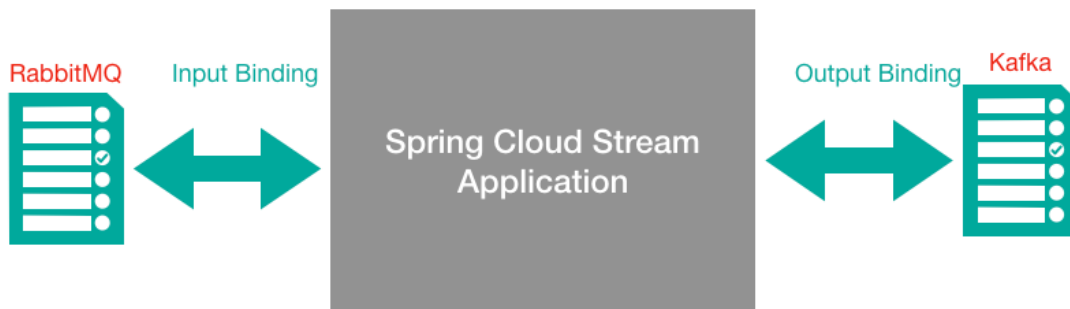 RabbitMQ
Input Binding
Spring Cloud Stream
Application
Output Binding
Kafka